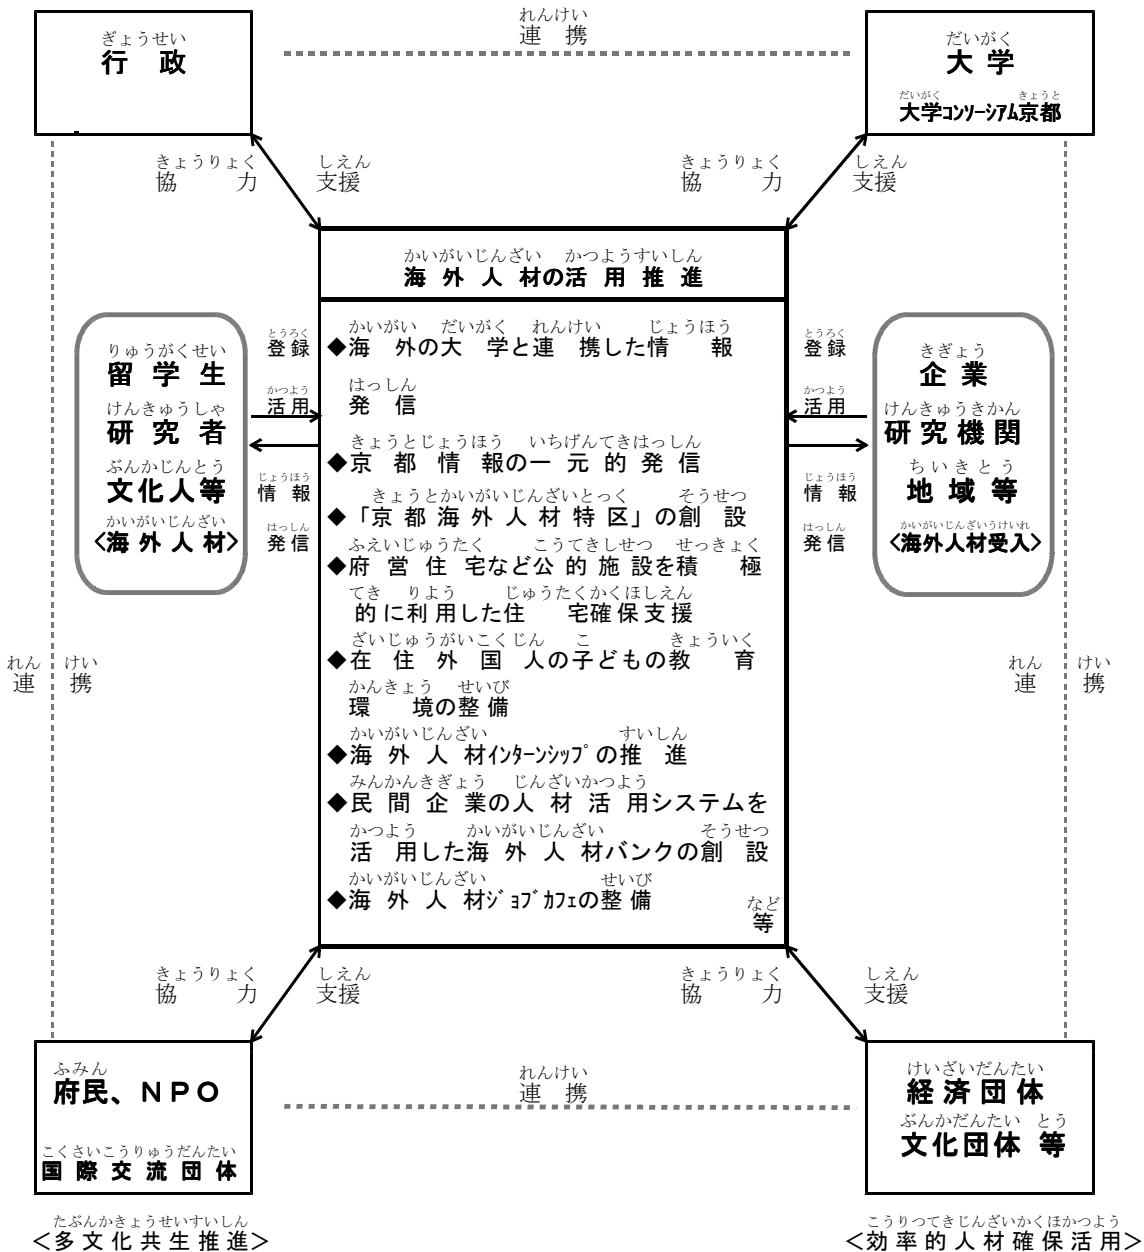 れんけい
連携
ぎょうせい
行政
だいがく
大学
だいがく きょうと
大学ｺﾝｿｰｼｱﾑ京都
きょうりょく しえん
協力 支援
きょうりょく しえん
協力 支援
かいがいじんざい かつようすいしん
海外人材の活用推進
りゅうがくせい
留学生
けんきゅうしゃ
研究者
ぶんかじんとう
文化人等
かいがいじんざい
<海外人材>
とうろく
登録
かつよう
活用
じょうほう
情報
はっしん
発信
かいがい だいがく れんけい じょうほう
◆海外の大学と連携した情報
はっしん
発信
きょうとじょうほう いちげんてきはっしん
◆京都情報の一元的発信
きょうとかいがいじんざいとっく そうせつ
◆「京都海外人材特区」の創設
ふえいじゅうたく こうてきしせつ せっきょく
◆府営住宅など公的施設を積極
てき りよう じゅうたくかくほしえん
的に利用した住宅確保支援
ざいじゅうがいこくじん こ きょういく
◆在住外国人の子どもの教育
かんきょう せいび
環境の整備
かいがいじんざい すいしん
◆海外人材ｲﾝﾀｰﾝｼｯﾌﾟの推進
みんかんきぎょう じんざいかつよう
◆民間企業の人材活用システムを
かつよう かいがいじんざい そうせつ
活用した海外人材バンクの創設
かいがいじんざい せいび
◆海外人材ｼﾞｮﾌﾞｶﾌｪの整備
など
等
とうろく
登録
かつよう
活用
じょうほう
情報
はっしん
発信
きぎょう
企業
けんきゅうきかん
研究機関
ちいきとう
地域等
かいがいじんざいうけいれ
<海外人材受入>
れんけい
連携
れんけい
連携
きょうりょく しえん
協力 支援
きょうりょく しえん
協力 支援
ふみん
府民、ＮＰＯ
こくさいこうりゅうだんたい
国際交流団体
れんけい
連携
けいざいだんたい
経済団体
ぶんかだんたい とう
文化団体 等
たぶんかきょうせいすいしん
＜多文化共生推進＞
こうりつてきじんざいかくほかつよう
＜効率的人材確保活用＞